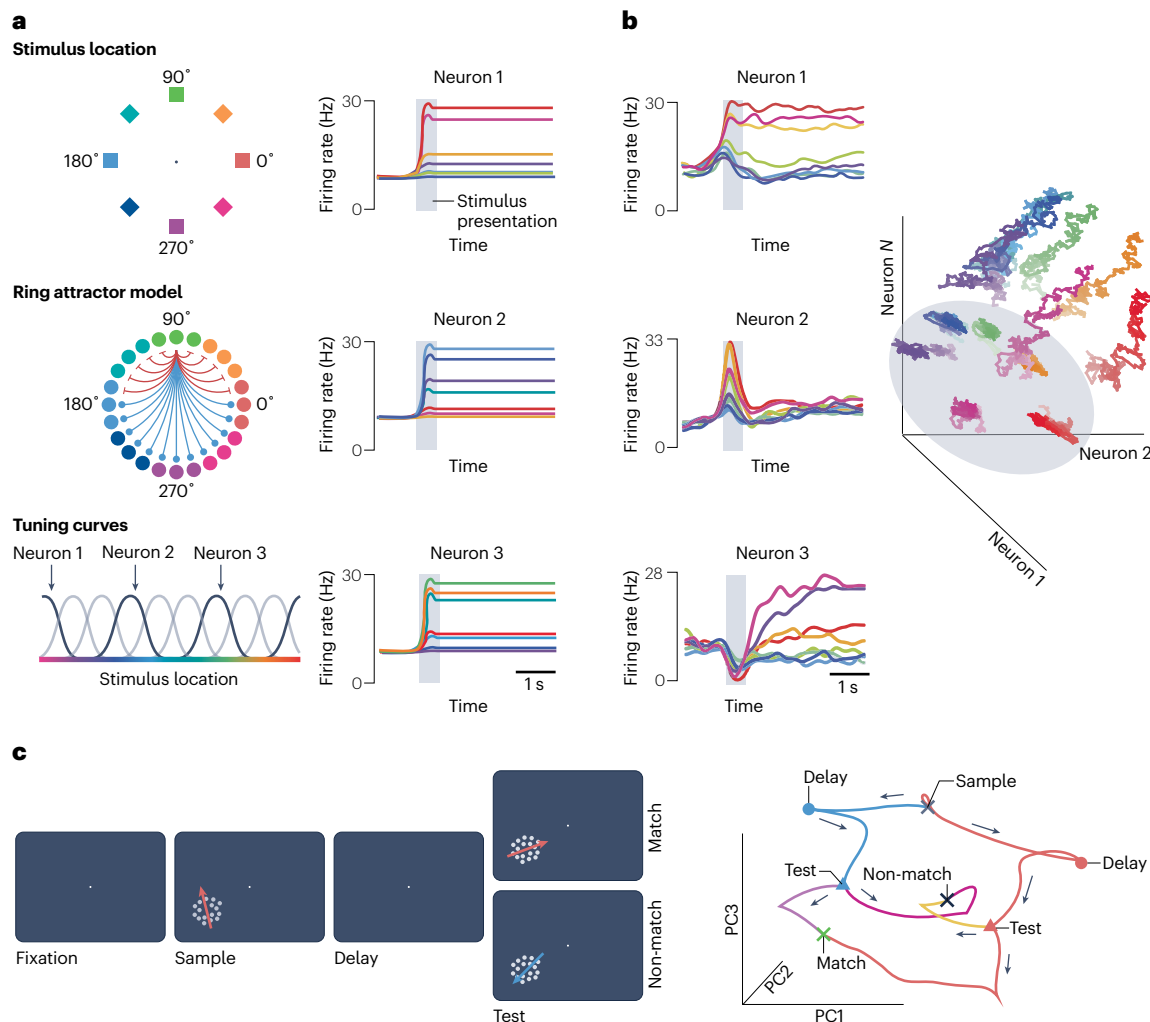 a
Stimulus location
90°
180°
0°
270°
Neuron 1
Firing rate (Hz)
30
0
Stimulus
presentation
Time
Ring attractor model
90°
180°
0°
270°
Neuron 2
Firing rate (Hz)
30
0
Time
Tuning curves
Neuron 1
Neuron 2
Neuron 3
Stimulus location
Neuron 3
Firing rate (Hz)
30
0
1 s
Time
b
Neuron 1
Firing rate (Hz)
30
0
Time
Neuron 2
Firing rate (Hz)
33
0
Time
Neuron 3
Firing rate (Hz)
28
0
1 s
Time
Neuron N
Neuron 2
Neuron 1
c
Fixation
Sample
Delay
Match
Non-match
Test
Delay
Sample
Test
Non-match
Delay
Test
Match
PC3
PC2
PC1